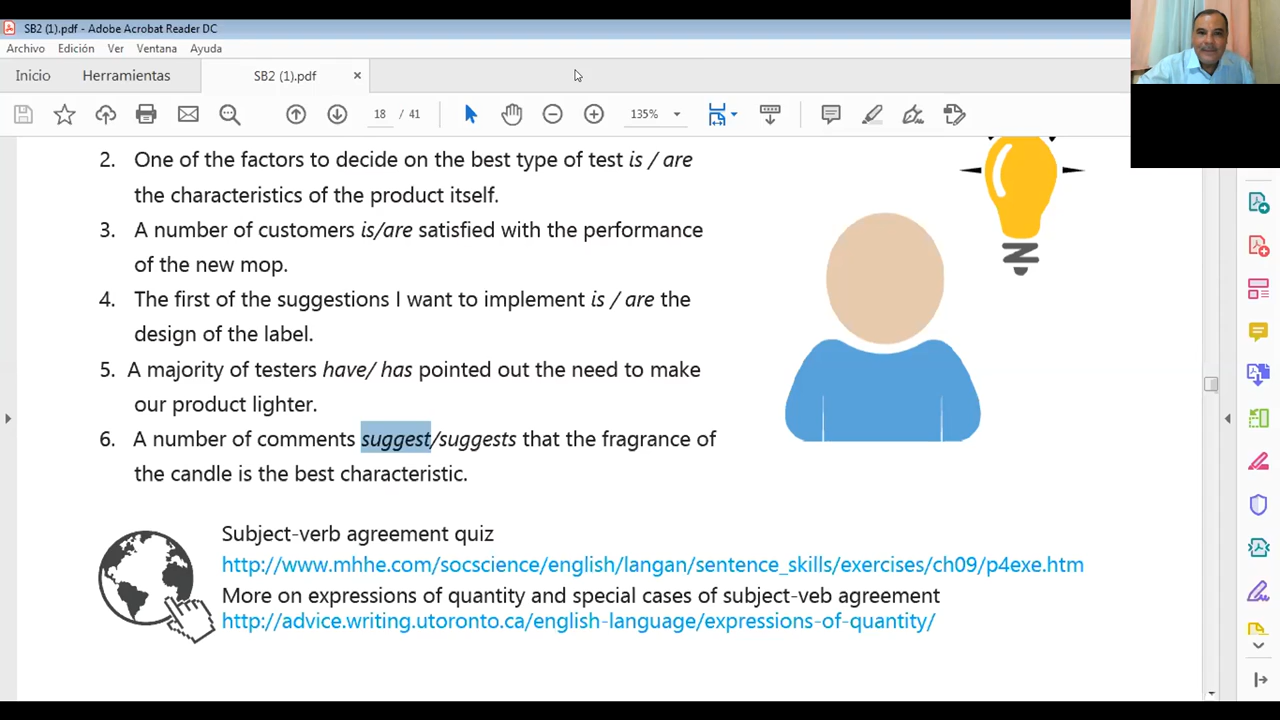 SB2 (1).pdf - Adobe Acrobat Reader DC
Archivo Edición Ver Ventana Ayuda
Inicio Herramientas SB2 (1).pdf ×
18 / 41 135%
2. One of the factors to decide on the best type of test is / are
the characteristics of the product itself.
3. A number of customers is/are satisfied with the performance
of the new mop.
4. The first of the suggestions I want to implement is / are the
design of the label.
5. A majority of testers have/ has pointed out the need to make
our product lighter.
6. A number of comments suggest/suggests that the fragrance of
the candle is the best characteristic.
Subject-verb agreement quiz
http://www.mhhe.com/socscience/english/langan/sentence_skills/exercises/ch09/p4exe.htm
More on expressions of quantity and special cases of subject-veb agreement
http://advice.writing.utoronto.ca/english-language/expressions-of-quantity/